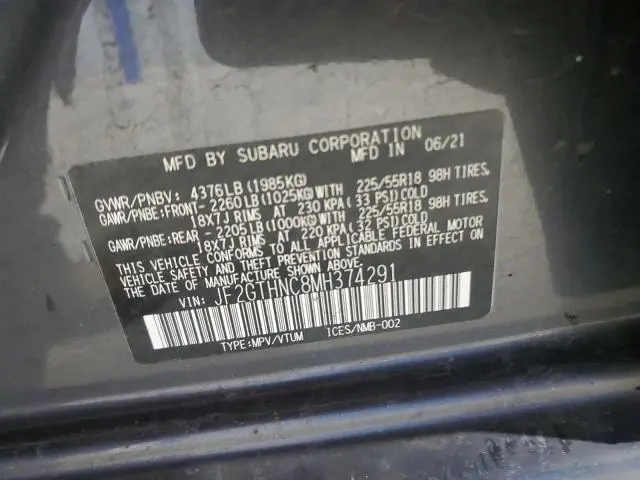 MFD BY SUBARU CORPORATION
MFD IN 06/21
GVWR/PNBV: 4376LB (1985KG)
GAWR/PNBE:FRONT- 2260LB (1025KG)WITH 225/55R18 98H TIRES,
18X7J RIMS AT 230 KPA (33 PSI) COLD
GAWR/PNBE:REAR - 2205LB (1000KG)WITH 225/55R18 98H TIRES,
18X7J RIMS AT 220 KPA (32 PSI) COLD
THIS VEHICLE CONFORMS TO ALL APPLICABLE FEDERAL MOTOR
VEHICLE SAFETY AND THEFT PREVENTION STANDARDS IN EFFECT ON
THE DATE OF MANUFACTURE SHOWN ABOVE.
VIN: JF2GTHNC8MH374291
TYPE:MPV/VTUM ICES/NMB-002